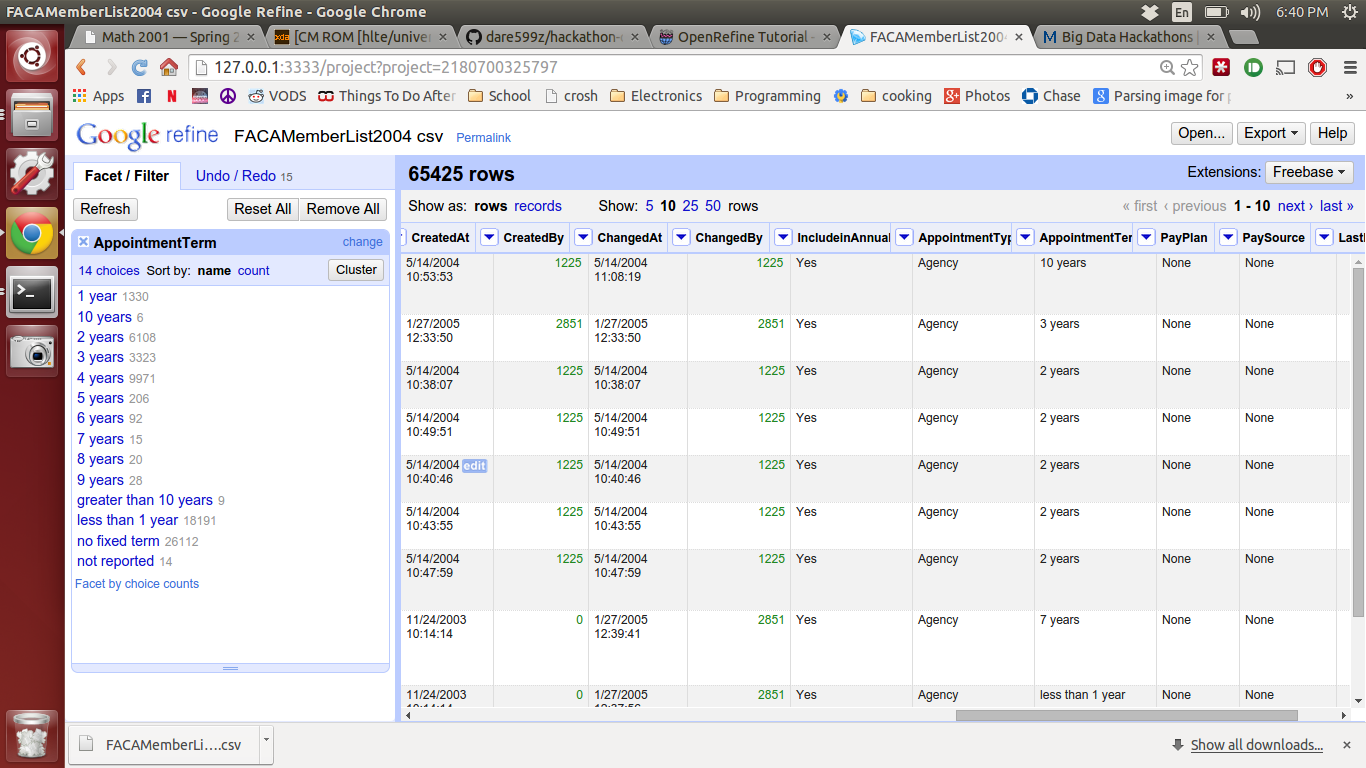 FACAMemberList2004 csv - Google Refine - Google Chrome
En 6:40 PM
Math 2001 — Spring 2
xda [CM ROM [hlte/univer
dare599z/hackathon-
OpenRefine Tutorial -
FACAMemberList2004
Big Data Hackathons |
127.0.0.1:3333/project?project=2180700325797
Apps VODS Things To Do After School crosh Electronics Programming cooking Photos Chase Parsing image for »
Google refine FACAMemberList2004 csv Permalink Open... Export Help
Facet / Filter Undo / Redo 15
Refresh Reset All Remove All
AppointmentTerm change
14 choices Sort by: name count Cluster
1 year 1330
10 years 6
2 years 6108
3 years 3323
4 years 9971
5 years 206
6 years 92
7 years 15
8 years 20
9 years 28
greater than 10 years 9
less than 1 year 18191
no fixed term 26112
not reported 14
Facet by choice counts
65425 rows Extensions: Freebase
Show as: rows records Show: 5 10 25 50 rows « first ‹ previous 1 - 10 next › last »
CreatedAt CreatedBy ChangedAt ChangedBy IncludeinAnnual AppointmentTyp AppointmentTer PayPlan PaySource Last
5/14/2004 1225 5/14/2004 1225 Yes Agency 10 years None None
10:53:53 11:08:19
1/27/2005 2851 1/27/2005 2851 Yes Agency 3 years None None
12:33:50 12:33:50
5/14/2004 1225 5/14/2004 1225 Yes Agency 2 years None None
10:38:07 10:38:07
5/14/2004 1225 5/14/2004 1225 Yes Agency 2 years None None
10:49:51 10:49:51
5/14/2004 edit 1225 5/14/2004 1225 Yes Agency 2 years None None
10:40:46 10:40:46
5/14/2004 1225 5/14/2004 1225 Yes Agency 2 years None None
10:43:55 10:43:55
5/14/2004 1225 5/14/2004 1225 Yes Agency 2 years None None
10:47:59 10:47:59
11/24/2003 0 1/27/2005 2851 Yes Agency 7 years None None
10:14:14 12:39:41
11/24/2003 0 1/27/2005 2851 Yes Agency less than 1 year None None
FACAMemberLi....csv Show all downloads...